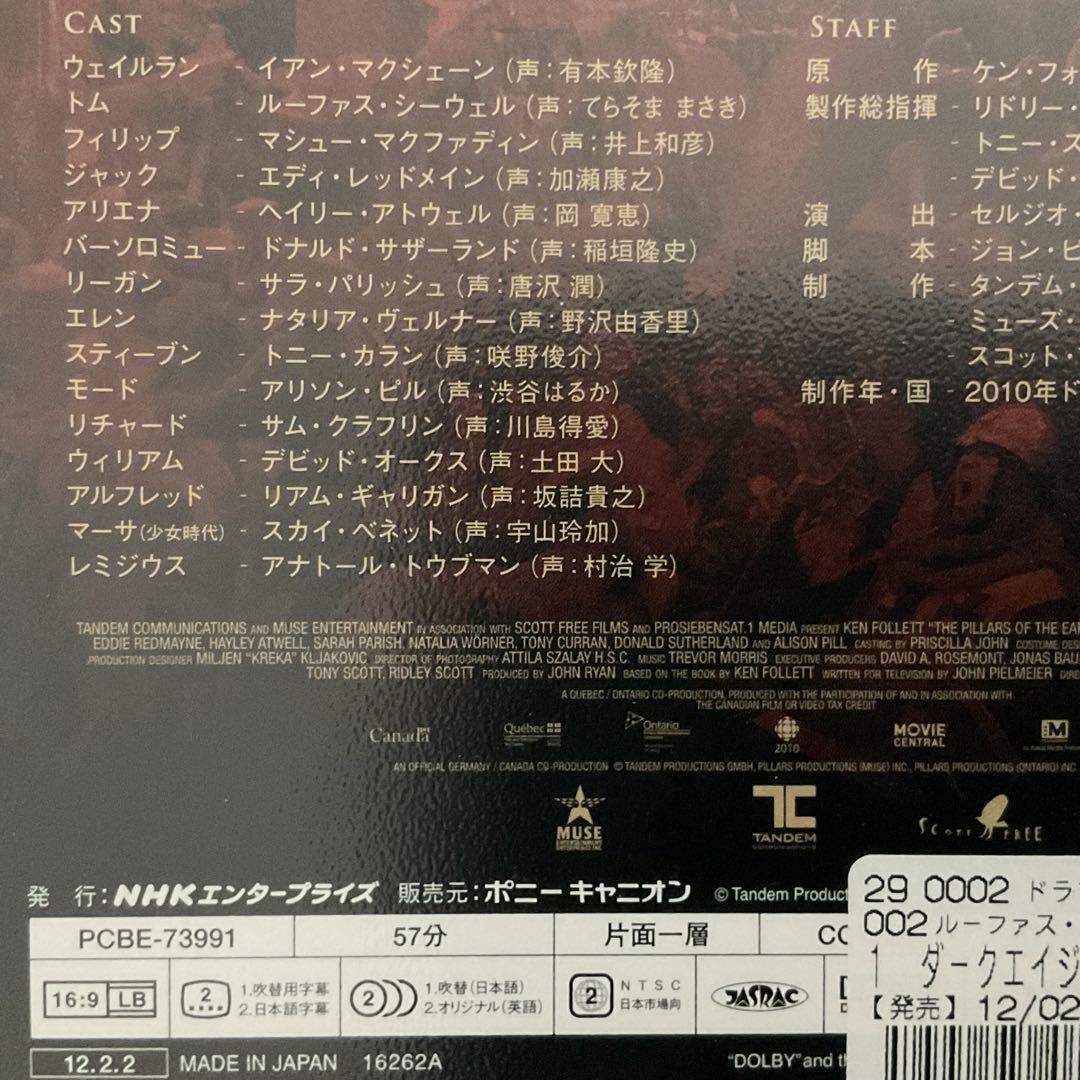 CAST
ウェイルラン - イアン・マクシェーン (声:有本欽隆)
トム - ルーファス・シーウェル (声:てらそま まさき)
フィリップ - マシュー・マクファディン (声:井上和彦)
ジャック - エディ・レッドメイン (声:加瀬康之)
アリエナ - ヘイリー・アトウェル (声:岡 寛恵)
バーソロミュー - ドナルド・サザーランド (声:稲垣隆史)
リーガン - サラ・パリッシュ (声:唐沢 潤)
エレン - ナタリア・ヴェルナー (声:野沢由香里)
スティーブン - トニー・カラン (声:咲野俊介)
モード - アリソン・ピル (声:渋谷はるか)
リチャード - サム・クラフリン (声:川島得愛)
ウィリアム - デビッド・オークス (声:土田 大)
アルフレッド - リアム・ギャリガン (声:坂詰貴之)
マーサ(少女時代) - スカイ・ベネット (声:宇山玲加)
レミジウス - アナトール・トウブマン (声:村治 学)
STAFF
原 作 - ケン・フォ
製作総指揮 - リドリー・
- トニー・ス
- デビッド・
演 出 - セルジオ・
脚 本 - ジョン・ピ
制 作 - タンデム・
- ミューズ・
スコット・
制作年・国 - 2010年ド
TANDEM COMMUNICATIONS AND MUSE ENTERTAINMENT IN ASSOCIATION WITH SCOTT FREE FILMS AND PROSIEBENSAT.1 MEDIA PRESENT KEN FOLLETT "THE PILLARS OF THE EAR
EDDIE REDMAYNE, HAYLEY ATWELL, SARAH PARISH, NATALIA WÖRNER, TONY CURRAN, DONALD SUTHERLAND AND ALISON PILL CASTING BY PRISCILLA JOHN COSTUME DESI
PRODUCTION DESIGNER MILJEN "KREKA" KLJAKOVIC DIRECTOR OF PHOTOGRAPHY ATTILA SZALAY H.S.C. MUSIC TREVOR MORRIS EXECUTIVE PRODUCERS DAVID A. ROSEMONT, JONAS BAU
TONY SCOTT, RIDLEY SCOTT PRODUCED BY JOHN RYAN BASED ON THE BOOK BY KEN FOLLETT WRITTEN FOR TELEVISION BY JOHN PIELMEIER DIRE
A QUEBEC / ONTARIO CO-PRODUCTION, PRODUCED WITH THE PARTICIPATION OF AND IN ASSOCIATION WITH
THE CANADIAN FILM OR VIDEO TAX CREDIT
Canada Québec Ontario 2010 MOVIE CENTRAL M
AN OFFICIAL GERMANY / CANADA CO-PRODUCTION © TANDEM PRODUCTIONS GMBH, PILLARS PRODUCTIONS (MUSE) INC., PILLARS PRODUCTIONS (ONTARIO) INC.
MUSE ENTERTAINMENT TC TANDEM COMMUNICATIONS SCOTT FREE
発 行:NHKエンタープライズ 販売元:ポニー キャニオン © Tandem Product
PCBE-73991 57分 片面一層 CO
16:9 LB 2 1.吹替用字幕 2.日本語字幕 2 1.吹替(日本語) 2.オリジナル(英語) 2 NTSC 日本市場向 JASRAC
12.2.2 MADE IN JAPAN 16262A "DOLBY" and th
29 0002 ドラ
002 ルーファス・
1 ダークエイジ
【発売】12/02